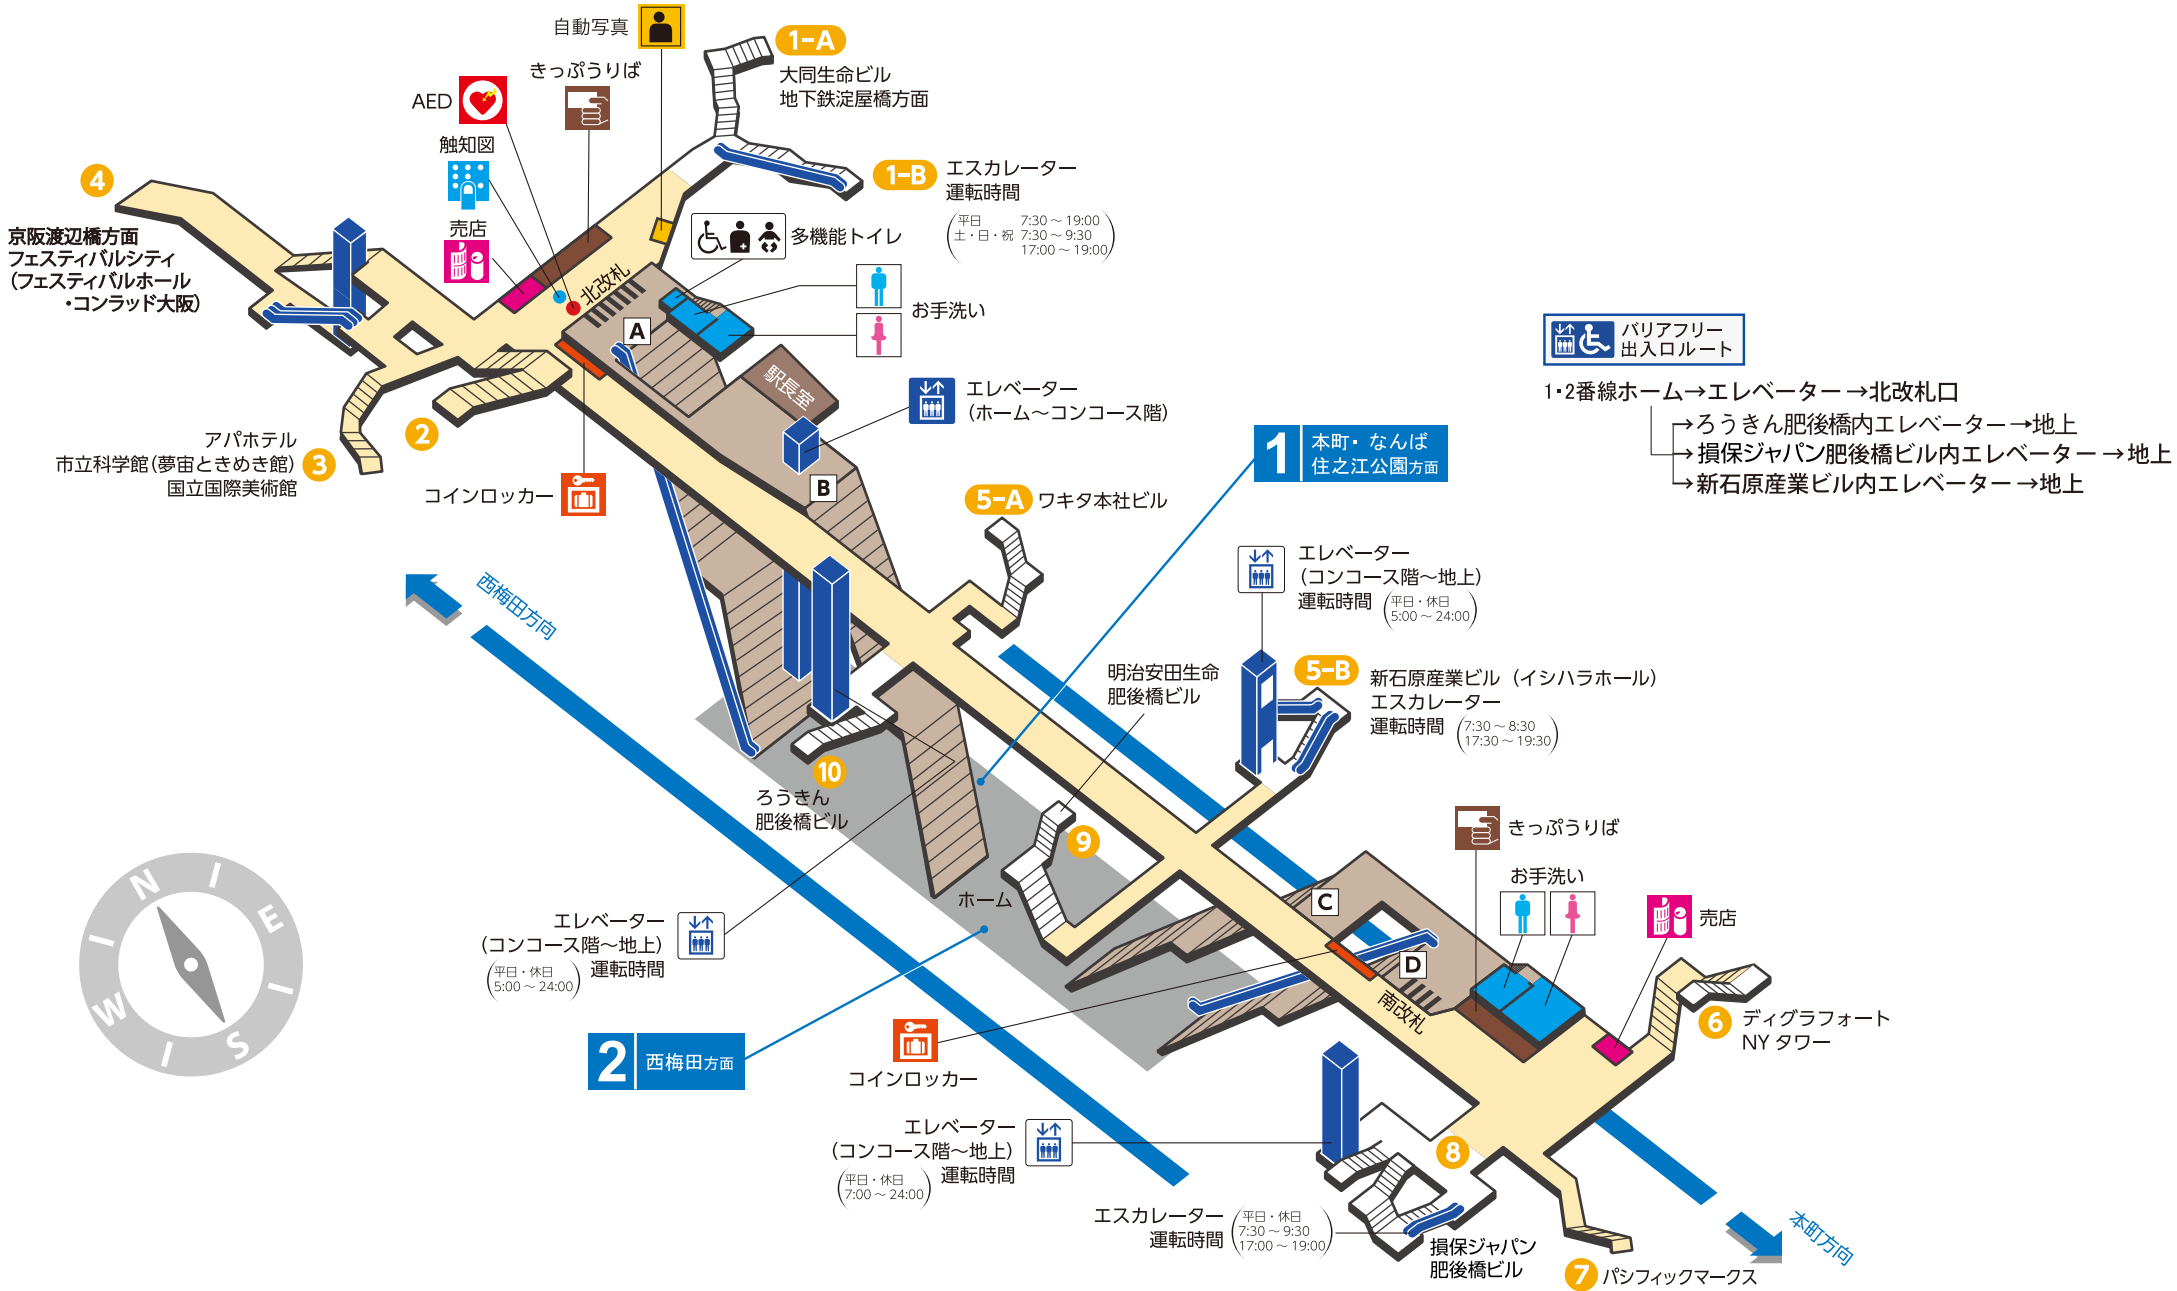 自動写真
きっぷうりば
AED
触知図
売店
1-A
大同生命ビル
地下鉄淀屋橋方面
1-B
エスカレーター
運転時間
平日 7:30～19:00
土・日・祝 7:30～9:30
17:00～19:00
4
京阪渡辺橋方面
フェスティバルシティ
(フェスティバルホール
・コンラッド大阪)
多機能トイレ
お手洗い
北改札
A
駅長室
エレベーター
(ホーム～コンコース階)
B
2
アパホテル
市立科学館(夢宙ときめき館)
国立国際美術館
3
コインロッカー
1
本町・なんば
住之江公園方面
バリアフリー
出入口ルート
1・2番線ホーム→エレベーター→北改札口
→ろうきん肥後橋内エレベーター→地上
→損保ジャパン肥後橋ビル内エレベーター→地上
→新石原産業ビル内エレベーター→地上
5-A
ワキタ本社ビル
エレベーター
(コンコース階～地上)
運転時間
平日・休日
5:00～24:00
西梅田方向
明治安田生命
肥後橋ビル
5-B
新石原産業ビル(イシハラホール)
エスカレーター
運転時間
7:30～8:30
17:30～19:30
10
ろうきん
肥後橋ビル
9
ホーム
C
D
きっぷうりば
お手洗い
売店
南改札
エレベーター
(コンコース階～地上)
運転時間
平日・休日
5:00～24:00
N
E
W
S
2
西梅田方面
コインロッカー
6
ディグラフォート
NY タワー
エレベーター
(コンコース階～地上)
運転時間
平日・休日
7:00～24:00
8
エスカレーター
運転時間
平日・休日
7:30～9:30
17:00～19:00
損保ジャパン
肥後橋ビル
7
パシフィックマークス
本町方向